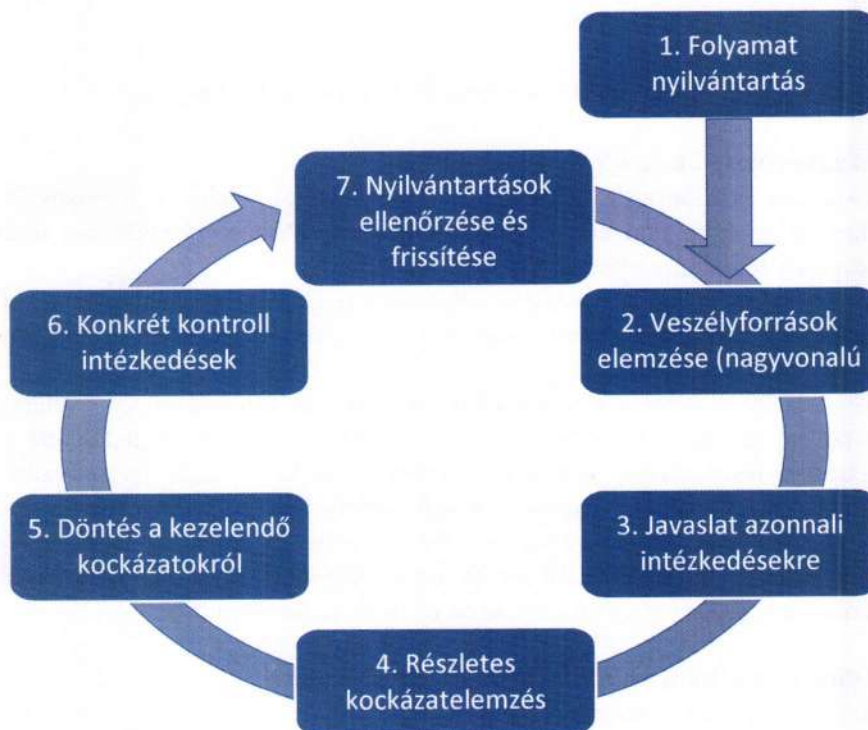 1. Folyamat
nyilvántartás
7. Nyilvántartások
ellenőrzése és
frissítése
2. Veszélyforrások
elemzése (nagyvonalú
3. Javaslat azonnali
intézkedésekre
4. Részletes
kockázatelemzés
5. Döntés a kezelendő
kockázatokról
6. Konkrét kontroll
intézkedések